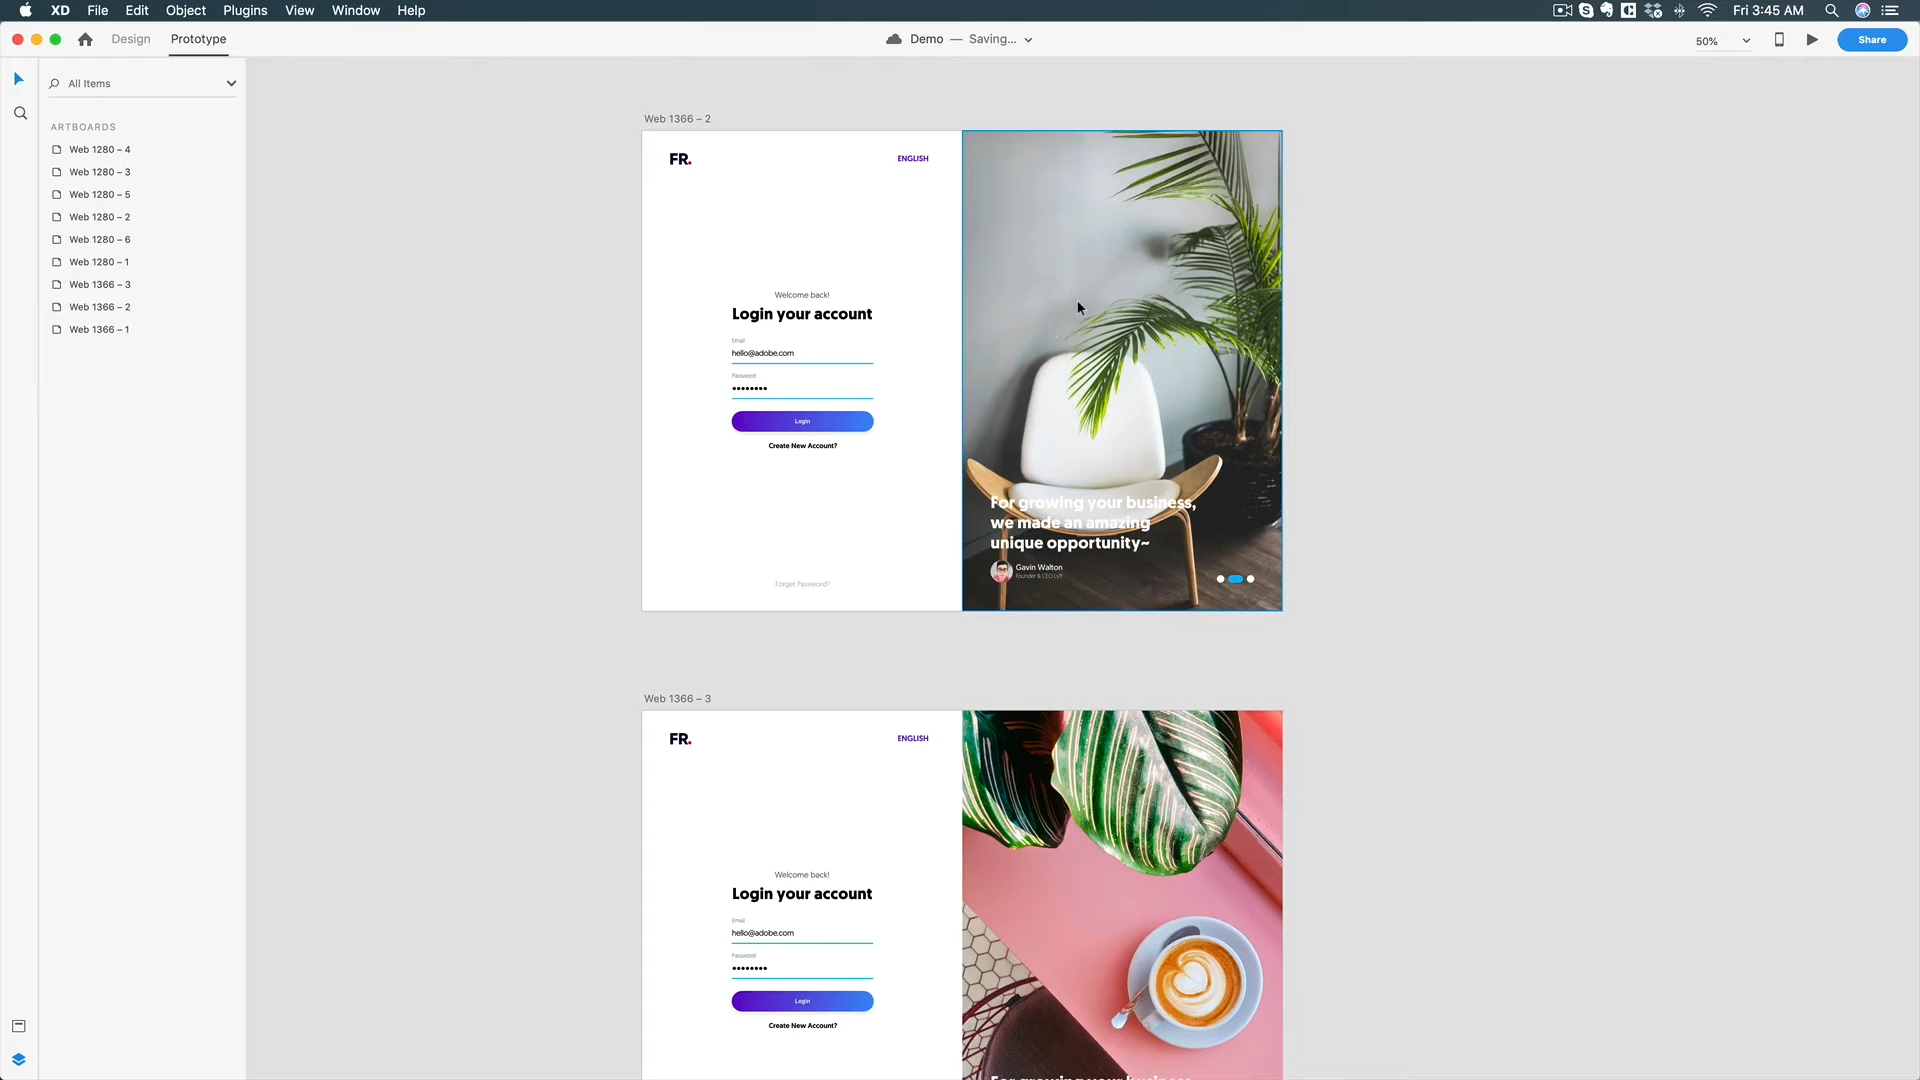 XD File Edit Object Plugins View Window Help
Fri 3:45 AM
Design Prototype
Demo — Saving...
50%
Share
All Items
ARTBOARDS
Web 1280 – 4
Web 1280 – 3
Web 1280 – 5
Web 1280 – 2
Web 1280 – 6
Web 1280 – 1
Web 1366 – 3
Web 1366 – 2
Web 1366 – 1
Web 1366 – 2
FR.
ENGLISH
Welcome back!
Login your account
Email
hello@adobe.com
Password
Login
Create New Account?
Forget Password?
For growing your business,
we made an amazing
unique opportunity~
Gavin Walton
Founder & CEO Lyft
Web 1366 – 3
FR.
ENGLISH
Welcome back!
Login your account
Email
hello@adobe.com
Password
Login
Create New Account?